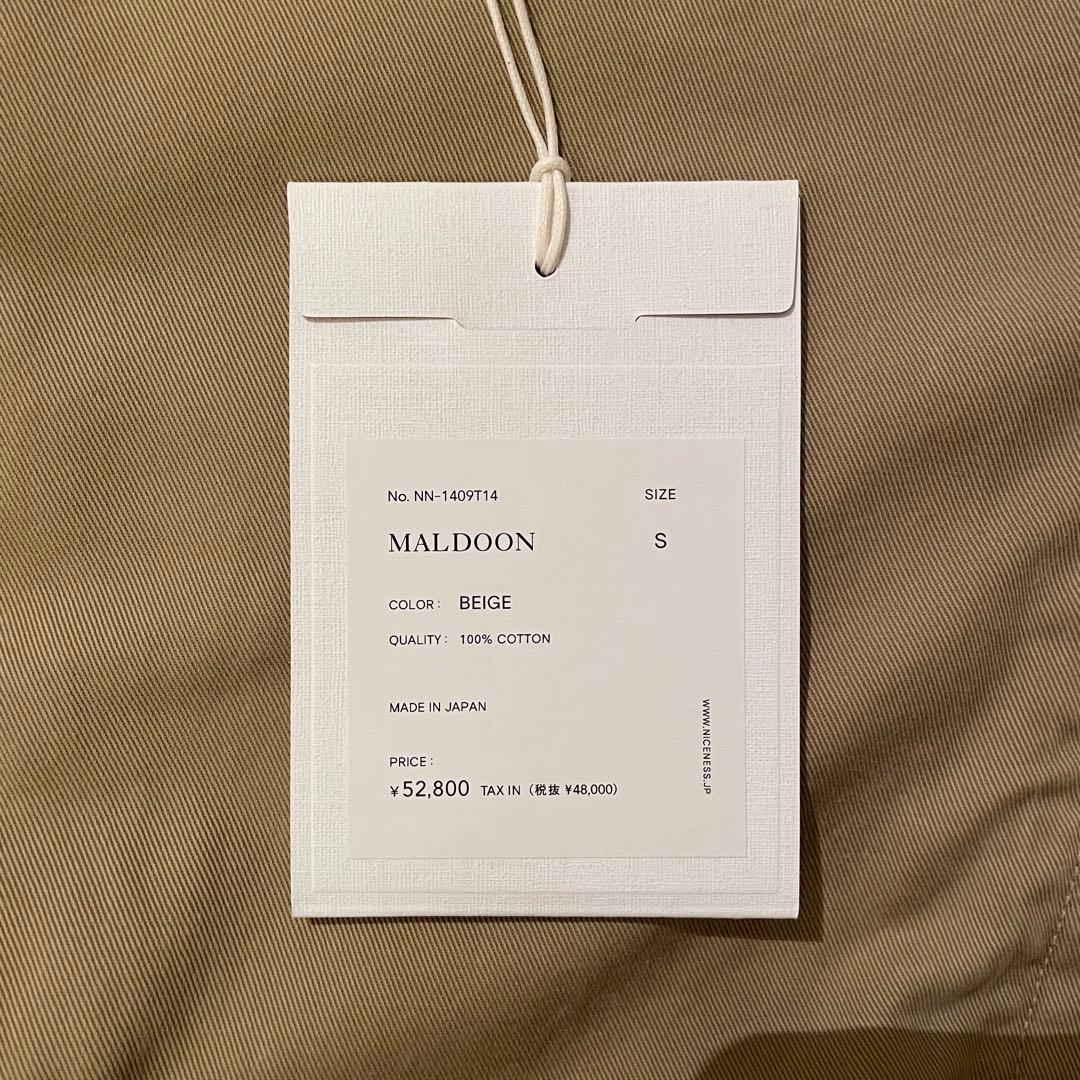 No. NN-1409T14
SIZE
MALDOON
S
COLOR: BEIGE
QUALITY: 100% COTTON
MADE IN JAPAN
PRICE:
¥52,800 TAX IN (税抜 ¥48,000)
WWW.NICENESS.JP